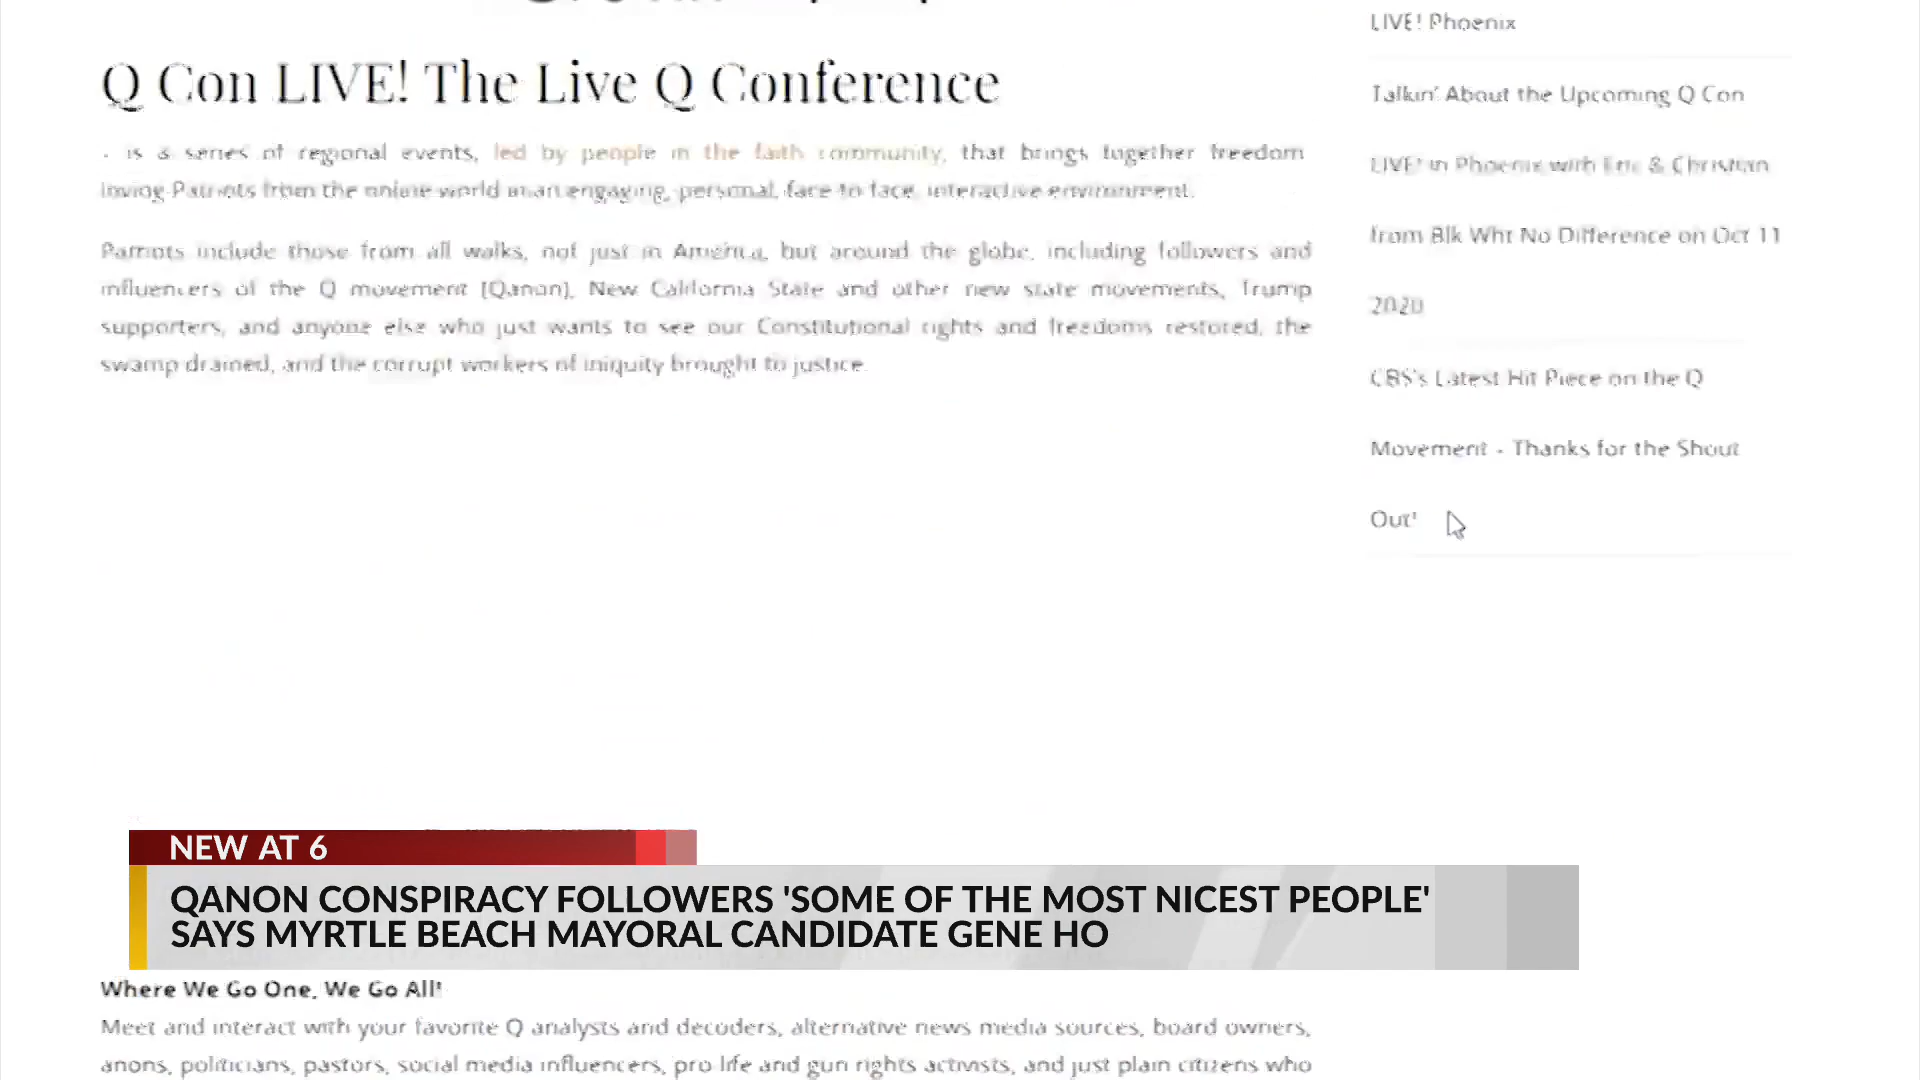 Q Con LIVE! The Live Q Conference
- is a series of regional events, led by people in the faith community, that brings together freedom
loving Patriots from the online world in an engaging, personal, face to face, interactive environment.
Patriots include those from all walks, not just in America, but around the globe, including followers and
influencers of the Q movement [Qanon], New California State and other new state movements, Trump
supporters, and anyone else who just wants to see our Constitutional rights and freedoms restored, the
swamp drained, and the corrupt workers of iniquity brought to justice.
LIVE! Phoenix
Talkin' About the Upcoming Q Con
LIVE! in Phoenix with Eric & Christian
from Blk Wht No Difference on Oct 11
2020
CBS's Latest Hit Piece on the Q
Movement - Thanks for the Shout
Out!
NEW AT 6
QANON CONSPIRACY FOLLOWERS 'SOME OF THE MOST NICEST PEOPLE'
SAYS MYRTLE BEACH MAYORAL CANDIDATE GENE HO
Where We Go One, We Go All!
Meet and interact with your favorite Q analysts and decoders, alternative news media sources, board owners,
anons, politicians, pastors, social media influencers, pro life and gun rights activists, and just plain citizens who